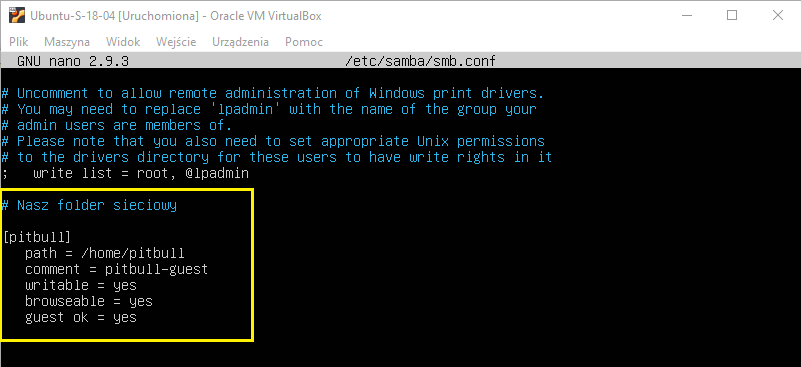 Ubuntu-S-18-04 [Uruchomiona] - Oracle VM VirtualBox
Plik Maszyna Widok Wejście Urządzenia Pomoc
GNU nano 2.9.3 /etc/samba/smb.conf
# Uncomment to allow remote administration of Windows print drivers.
# You may need to replace 'lpadmin' with the name of the group your
# admin users are members of.
# Please note that you also need to set appropriate Unix permissions
# to the drivers directory for these users to have write rights in it
;   write list = root, @lpadmin
# Nasz folder sieciowy
[pitbull]
   path = /home/pitbull
   comment = pitbull-guest
   writable = yes
   browseable = yes
   guest ok = yes